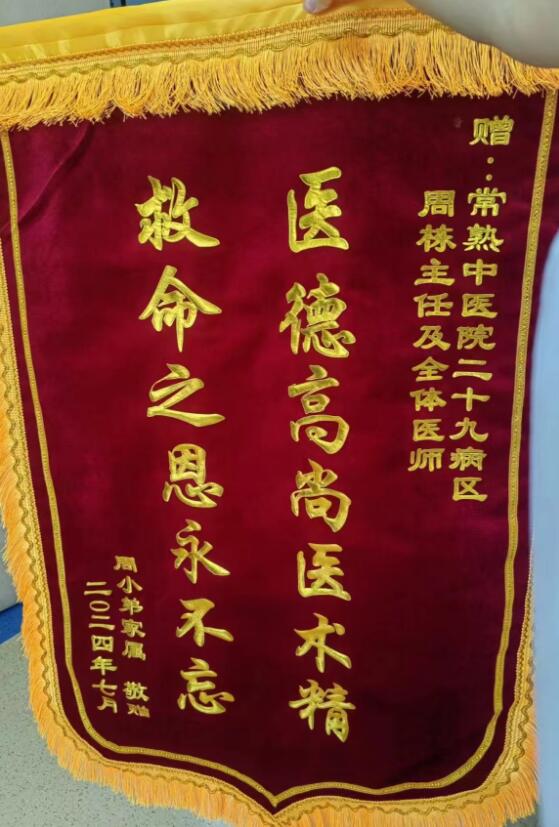 赠：常熟中医院二十九病区
周株主任及全体医师
医德高尚医术精
救命之恩永不忘
周小弟家属 敬赠
二〇二四年七月